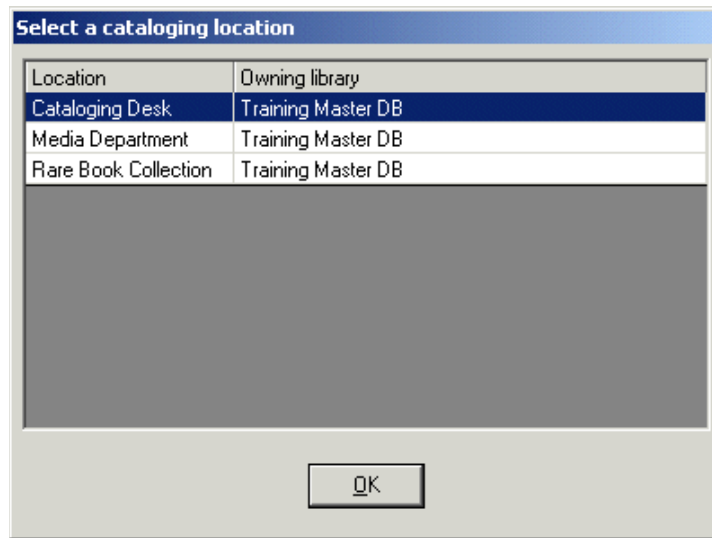 Select a cataloging location
Location Owning library
Cataloging Desk Training Master DB
Media Department Training Master DB
Rare Book Collection Training Master DB
OK